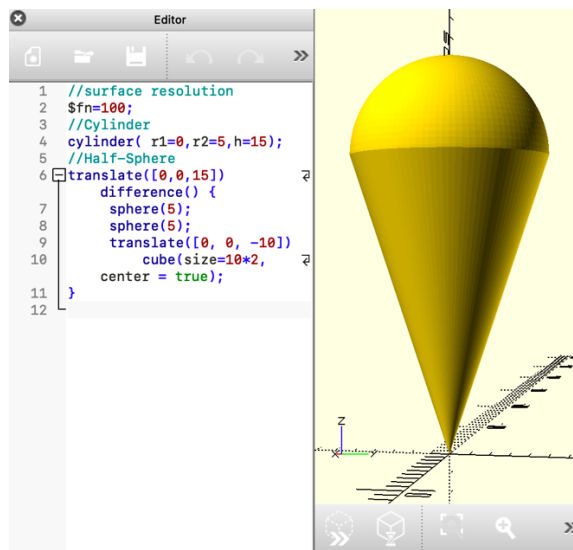 Editor
1 //surface resolution
2 $fn=100;
3 //Cylinder
4 cylinder( r1=0,r2=5,h=15);
5 //Half-Sphere
6 translate([0,0,15])
difference() {
7 sphere(5);
8 sphere(5);
9 translate([0, 0, -10])
10 cube(size=10*2,
center = true);
11 }
12
Z